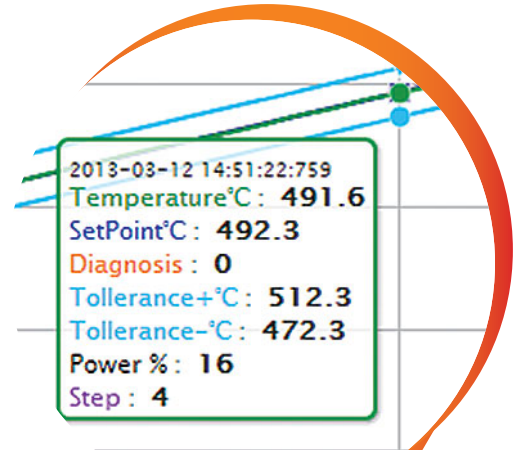 2013-03-12 14:51:22:759
Temperature°C : 491.6
SetPoint°C : 492.3
Diagnosis : 0
Tollerance+°C : 512.3
Tollerance-°C : 472.3
Power % : 16
Step : 4